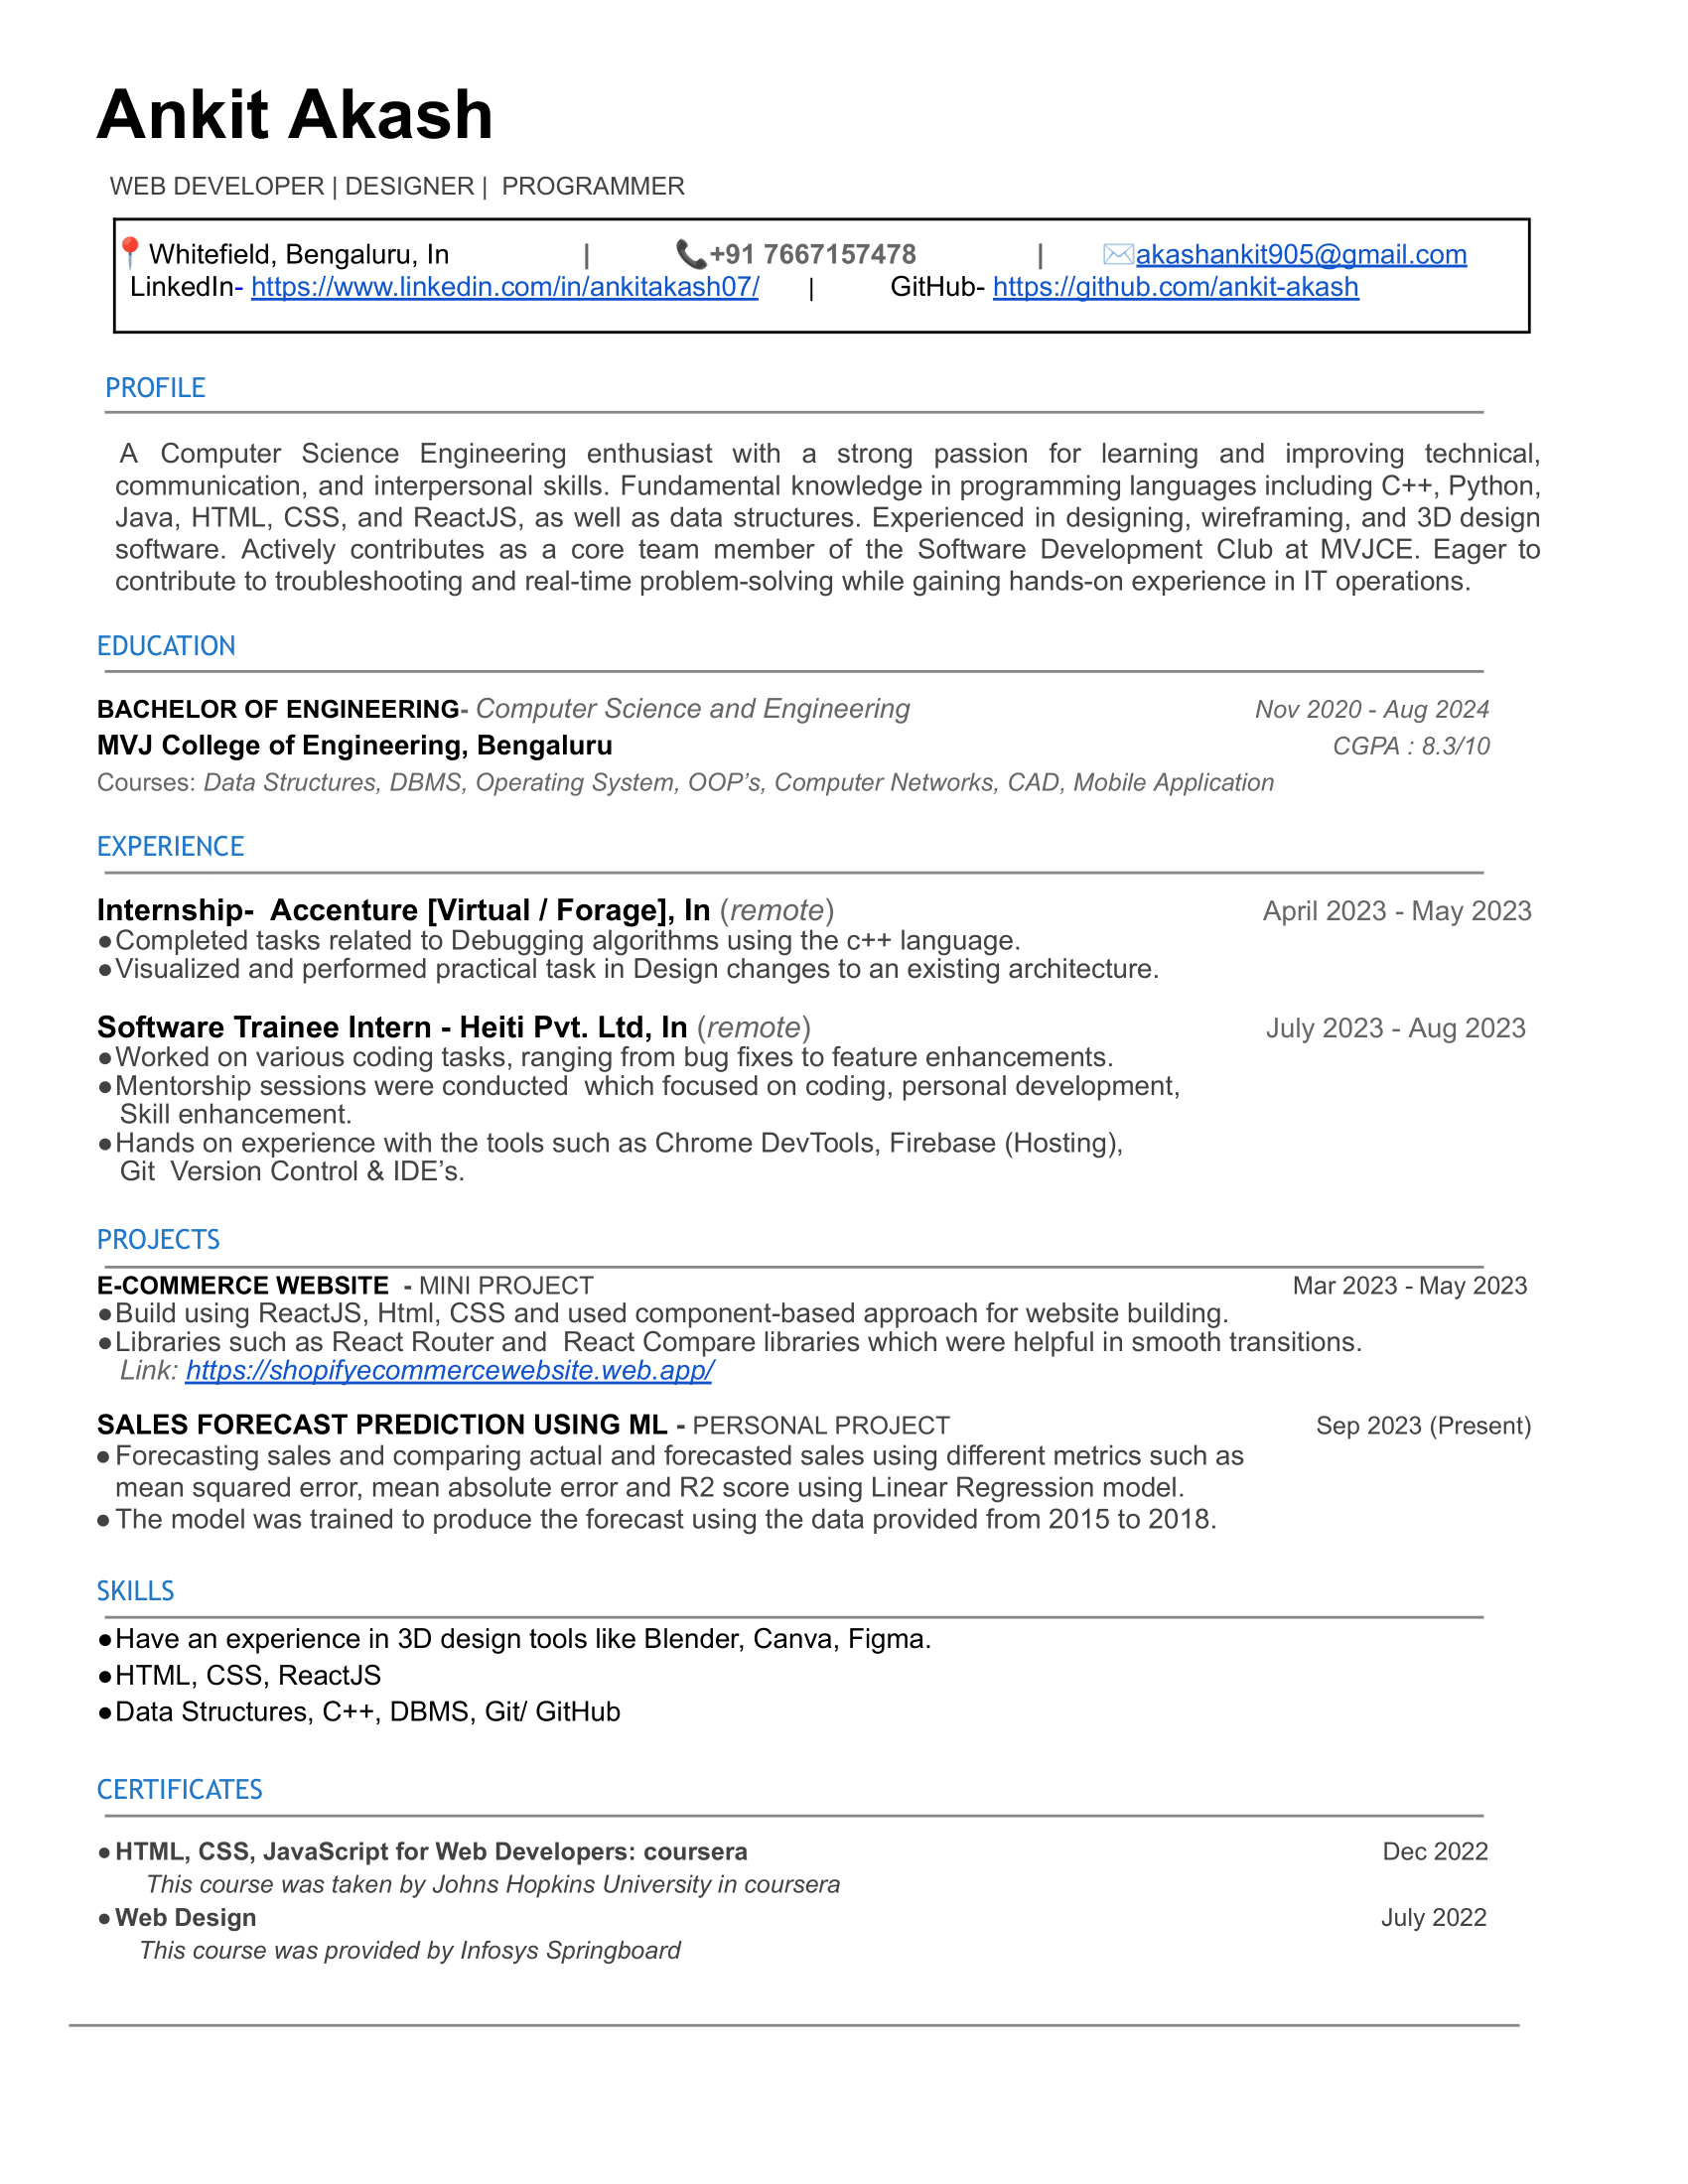 Ankit Akash
WEB DEVELOPER | DESIGNER | PROGRAMMER
📍Whitefield, Bengaluru, In | 📞+91 7667157478 | ✉️akashankit905@gmail.com
LinkedIn- https://www.linkedin.com/in/ankitakash07/ | GitHub- https://github.com/ankit-akash
PROFILE
A Computer Science Engineering enthusiast with a strong passion for learning and improving technical,
communication, and interpersonal skills. Fundamental knowledge in programming languages including C++, Python,
Java, HTML, CSS, and ReactJS, as well as data structures. Experienced in designing, wireframing, and 3D design
software. Actively contributes as a core team member of the Software Development Club at MVJCE. Eager to
contribute to troubleshooting and real-time problem-solving while gaining hands-on experience in IT operations.
EDUCATION
BACHELOR OF ENGINEERING- Computer Science and Engineering Nov 2020 - Aug 2024
MVJ College of Engineering, Bengaluru CGPA : 8.3/10
Courses: Data Structures, DBMS, Operating System, OOP’s, Computer Networks, CAD, Mobile Application
EXPERIENCE
Internship- Accenture [Virtual / Forage], In (remote) April 2023 - May 2023
●Completed tasks related to Debugging algorithms using the c++ language.
●Visualized and performed practical task in Design changes to an existing architecture.
Software Trainee Intern - Heiti Pvt. Ltd, In (remote) July 2023 - Aug 2023
●Worked on various coding tasks, ranging from bug fixes to feature enhancements.
●Mentorship sessions were conducted which focused on coding, personal development,
Skill enhancement.
●Hands on experience with the tools such as Chrome DevTools, Firebase (Hosting),
Git Version Control & IDE’s.
PROJECTS
E-COMMERCE WEBSITE - MINI PROJECT Mar 2023 - May 2023
●Build using ReactJS, Html, CSS and used component-based approach for website building.
●Libraries such as React Router and React Compare libraries which were helpful in smooth transitions.
Link: https://shopifyecommercewebsite.web.app/
SALES FORECAST PREDICTION USING ML - PERSONAL PROJECT Sep 2023 (Present)
●Forecasting sales and comparing actual and forecasted sales using different metrics such as
mean squared error, mean absolute error and R2 score using Linear Regression model.
●The model was trained to produce the forecast using the data provided from 2015 to 2018.
SKILLS
●Have an experience in 3D design tools like Blender, Canva, Figma.
●HTML, CSS, ReactJS
●Data Structures, C++, DBMS, Git/ GitHub
CERTIFICATES
●HTML, CSS, JavaScript for Web Developers: coursera Dec 2022
This course was taken by Johns Hopkins University in coursera
●Web Design July 2022
This course was provided by Infosys Springboard